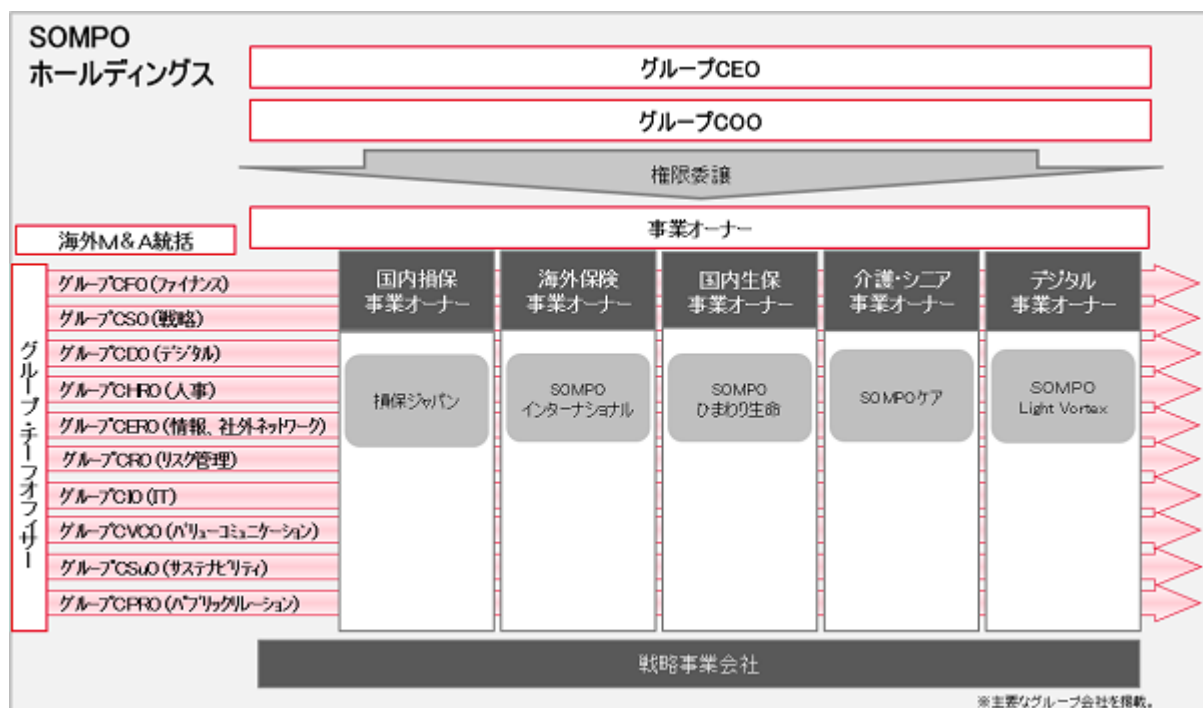 SOMPO
ホールディングス
グループCEO
グループCOO
権限委譲
事業オーナー
海外M&A統括
国内損保
事業オーナー
海外保険
事業オーナー
国内生保
事業オーナー
介護・シニア
事業オーナー
デジタル
事業オーナー
グループ・チーフオフィサー
グループCFO(ファイナンス)
グループCSO(戦略)
グループCDO(デジタル)
グループCHRO(人事)
グループCERO(情報、社外ネットワーク)
グループCRO(リスク管理)
グループCIO(IT)
グループCVCO(バリューコミュニケーション)
グループCSuO(サステナビリティ)
グループCPRO(パブリックリレーション)
損保ジャパン
SOMPO
インターナショナル
SOMPO
ひまわり生命
SOMPOケア
SOMPO
Light Vortex
戦略事業会社
※主要なグループ会社を掲載。